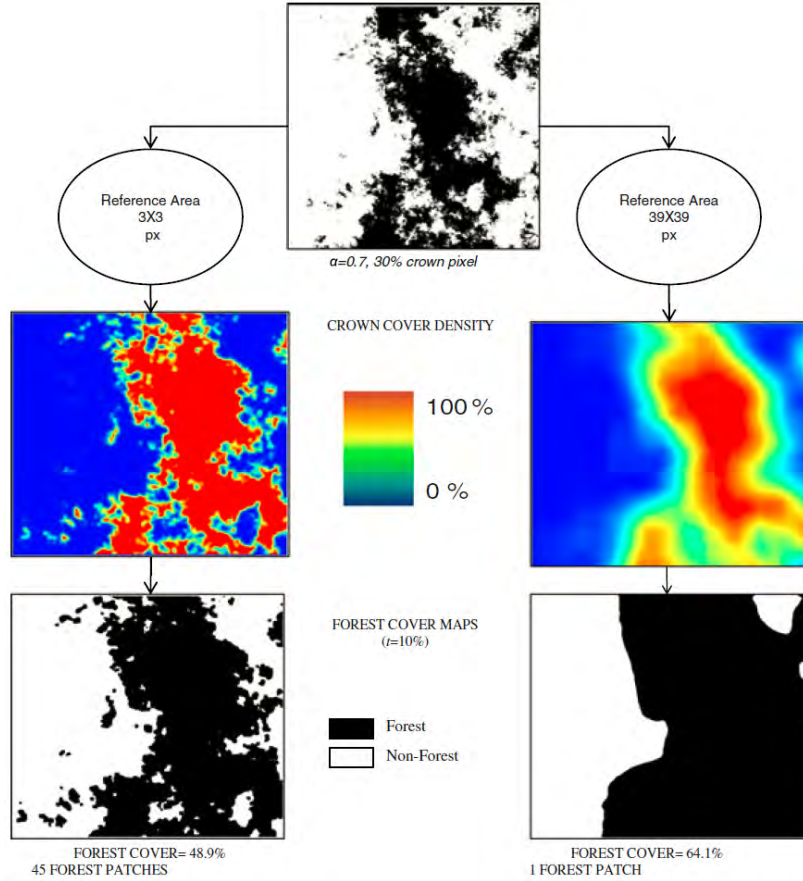 Reference Area
3X3
px
Reference Area
39X39
px
α=0.7, 30% crown pixel
CROWN COVER DENSITY
100 %
0 %
FOREST COVER MAPS
(t=10%)
Forest
Non-Forest
FOREST COVER= 48.9%
45 FOREST PATCHES
FOREST COVER= 64.1%
1 FOREST PATCH